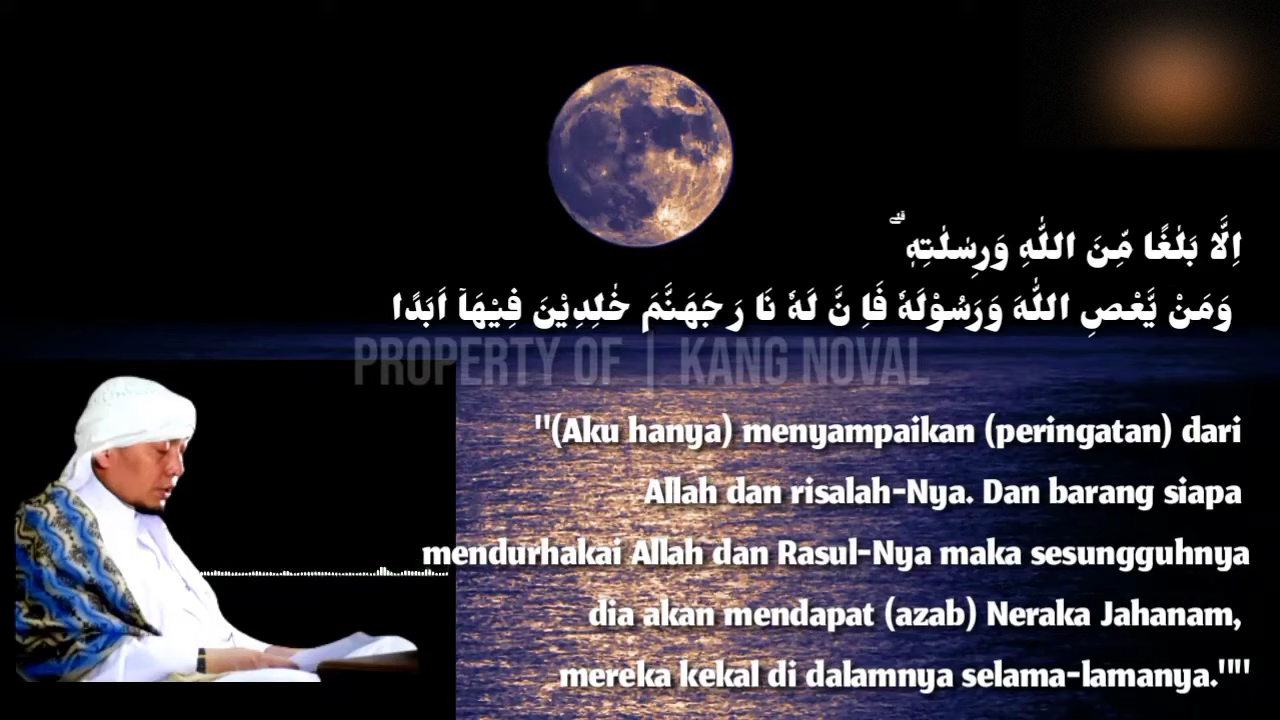 اِلَّا بَلٰغًا مِّنَ اللّٰهِ وَرِسٰلٰتِهٖ ۗ
وَمَنْ يَّعْصِ اللّٰهَ وَرَسُوْلَهٗ فَاِ نَّ لَهٗ نَا رَ جَهَنَّمَ خٰلِدِيْنَ فِيْهَاۤ اَبَدًا
PROPERTY OF | KANG NOVAL
"(Aku hanya) menyampaikan (peringatan) dari
Allah dan risalah-Nya. Dan barang siapa
mendurhakai Allah dan Rasul-Nya maka sesungguhnya
dia akan mendapat (azab) Neraka Jahanam,
mereka kekal di dalamnya selama-lamanya.""